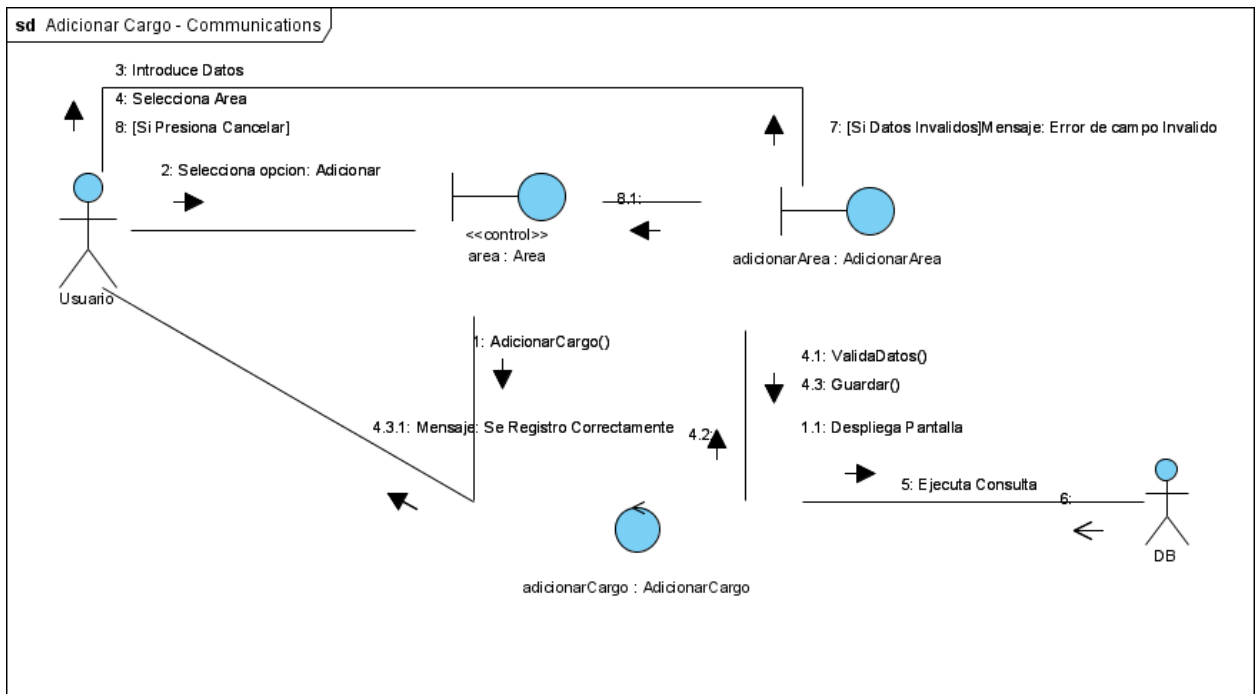 sd Adicionar Cargo - Communications
3: Introduce Datos
4: Selecciona Area
8: [Si Presiona Cancelar]
7: [Si Datos Invalidos]Mensaje: Error de campo Invalido
2: Selecciona opcion: Adicionar
8.1:
<<control>>
area : Area
adicionarArea : AdicionarArea
Usuario
1: AdicionarCargo()
4.1: ValidaDatos()
4.3: Guardar()
4.3.1: Mensaje: Se Registro Correctamente
4.2:
1.1: Despliega Pantalla
5: Ejecuta Consulta
6:
DB
adicionarCargo : AdicionarCargo